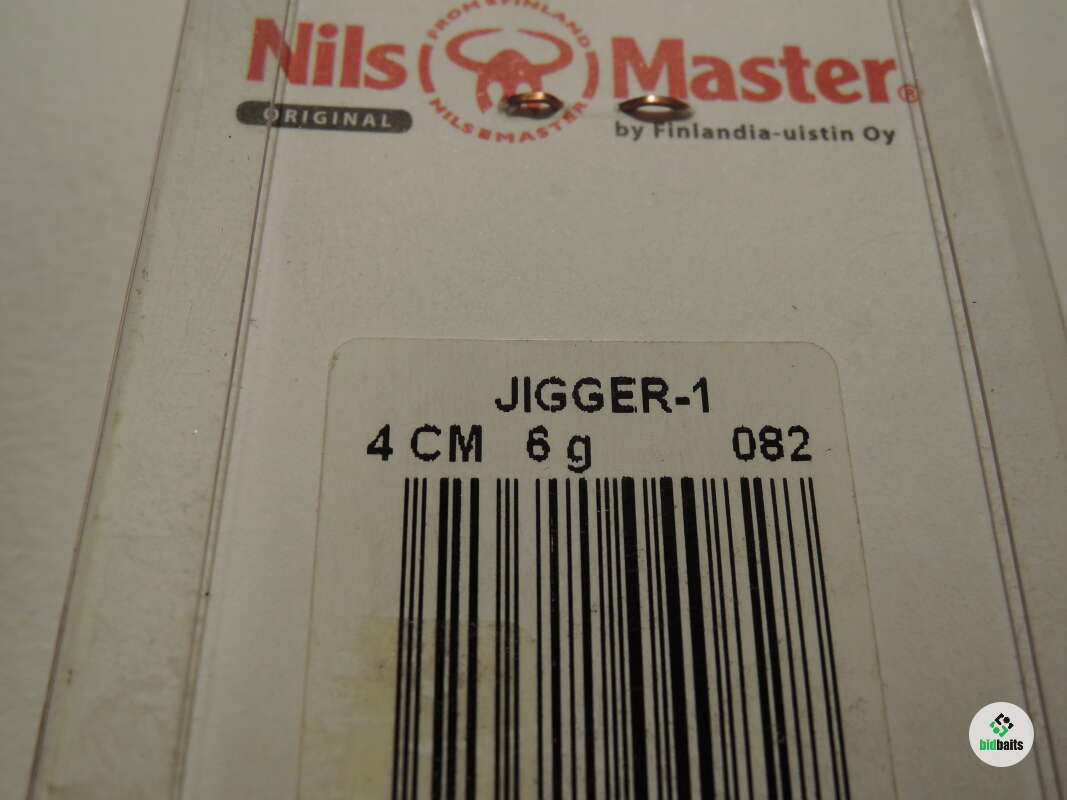 Nils Master®
FROM FINLAND
NILS MASTER
ORIGINAL
by Finlandia-uistin Oy
JIGGER-1
4 CM 6 g 082
bidbaits